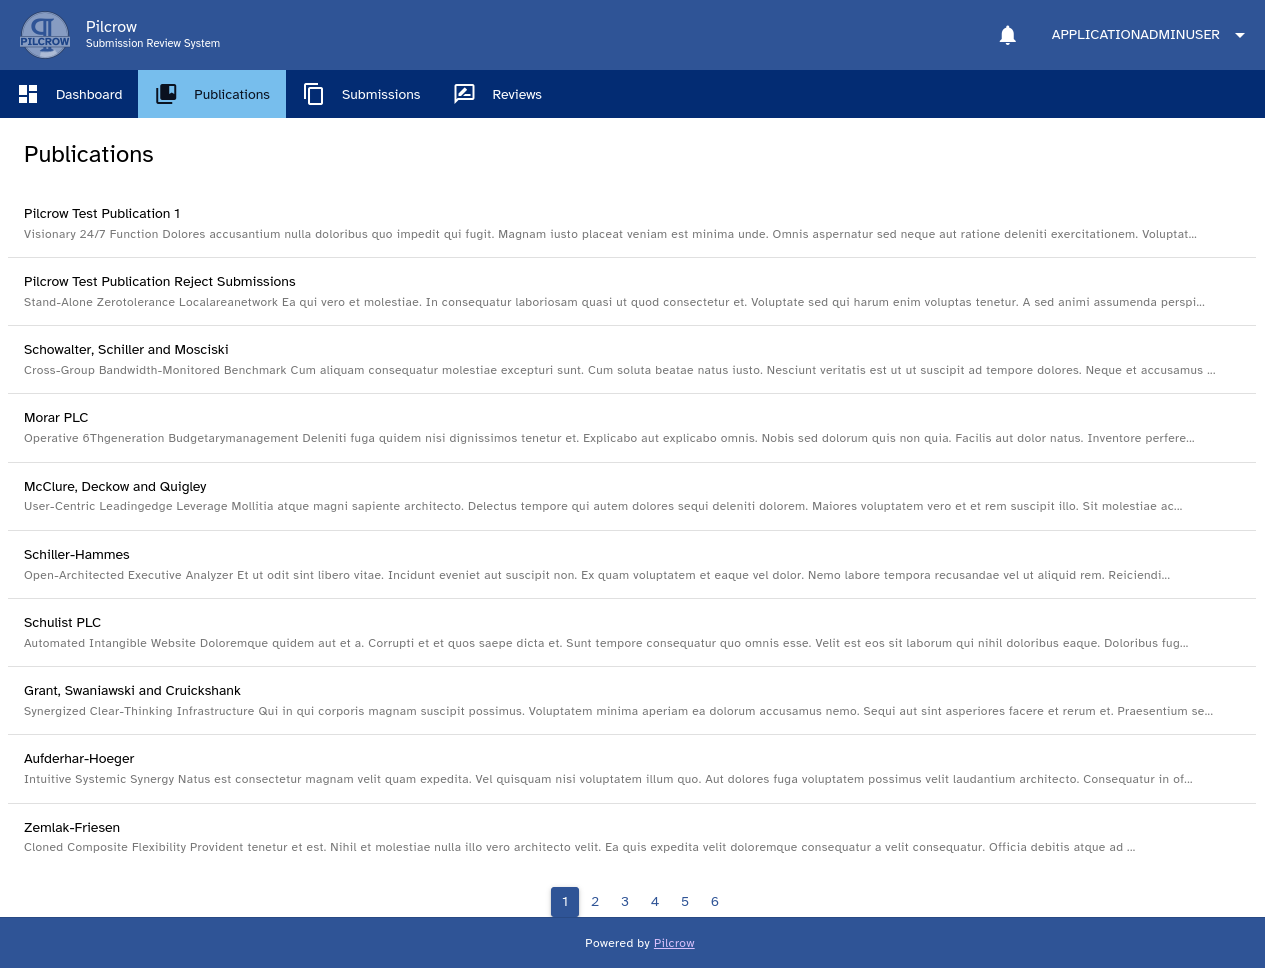 PILCROW
Pilcrow
Submission Review System
APPLICATIONADMINUSER
Dashboard
Publications
Submissions
Reviews
Publications
Pilcrow Test Publication 1
Visionary 24/7 Function Dolores accusantium nulla doloribus quo impedit qui fugit. Magnam iusto placeat veniam est minima unde. Omnis aspernatur sed neque aut ratione deleniti exercitationem. Voluptat...
Pilcrow Test Publication Reject Submissions
Stand-Alone Zerotolerance Localareanetwork Ea qui vero et molestiae. In consequatur laboriosam quasi ut quod consectetur et. Voluptate sed qui harum enim voluptas tenetur. A sed animi assumenda perspi...
Schowalter, Schiller and Mosciski
Cross-Group Bandwidth-Monitored Benchmark Cum aliquam consequatur molestiae excepturi sunt. Cum soluta beatae natus iusto. Nesciunt veritatis est ut ut suscipit ad tempore dolores. Neque et accusamus ...
Morar PLC
Operative 6Thgeneration Budgetarymanagement Deleniti fuga quidem nisi dignissimos tenetur et. Explicabo aut explicabo omnis. Nobis sed dolorum quis non quia. Facilis aut dolor natus. Inventore perfere...
McClure, Deckow and Quigley
User-Centric Leadingedge Leverage Mollitia atque magni sapiente architecto. Delectus tempore qui autem dolores sequi deleniti dolorem. Maiores voluptatem vero et et rem suscipit illo. Sit molestiae ac...
Schiller-Hammes
Open-Architected Executive Analyzer Et ut odit sint libero vitae. Incidunt eveniet aut suscipit non. Ex quam voluptatem et eaque vel dolor. Nemo labore tempora recusandae vel ut aliquid rem. Reiciendi...
Schulist PLC
Automated Intangible Website Doloremque quidem aut et a. Corrupti et et quos saepe dicta et. Sunt tempore consequatur quo omnis esse. Velit est eos sit laborum qui nihil doloribus eaque. Doloribus fug...
Grant, Swaniawski and Cruickshank
Synergized Clear-Thinking Infrastructure Qui in qui corporis magnam suscipit possimus. Voluptatem minima aperiam ea dolorum accusamus nemo. Sequi aut sint asperiores facere et rerum et. Praesentium se...
Aufderhar-Hoeger
Intuitive Systemic Synergy Natus est consectetur magnam velit quam expedita. Vel quisquam nisi voluptatem illum quo. Aut dolores fuga voluptatem possimus velit laudantium architecto. Consequatur in of...
Zemlak-Friesen
Cloned Composite Flexibility Provident tenetur et est. Nihil et molestiae nulla illo vero architecto velit. Ea quis expedita velit doloremque consequatur a velit consequatur. Officia debitis atque ad ...
1 2 3 4 5 6
Powered by Pilcrow